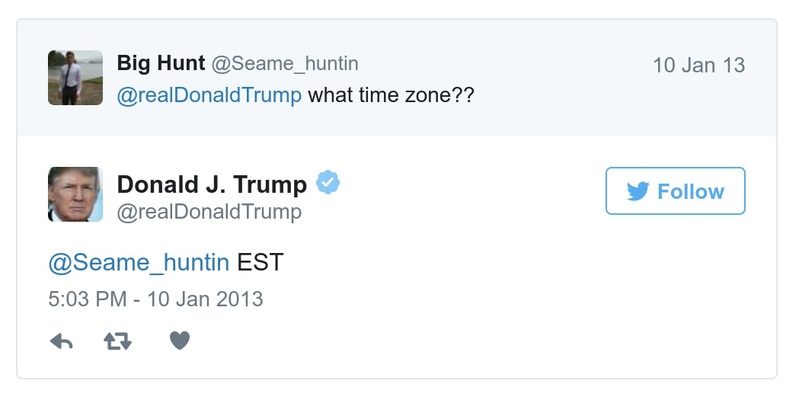 Big Hunt @Seame_huntin 10 Jan 13
@realDonaldTrump what time zone??
Donald J. Trump
@realDonaldTrump
Follow
@Seame_huntin EST
5:03 PM - 10 Jan 2013